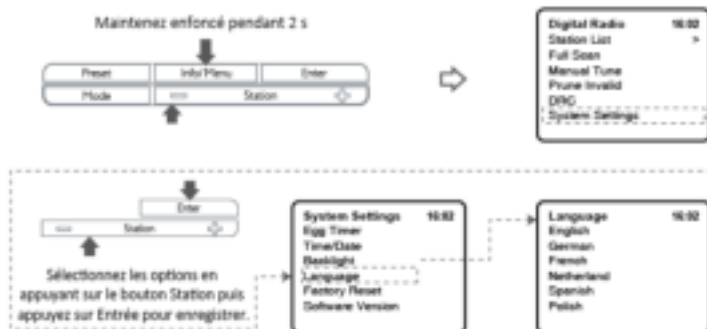 Maintenez enfoncé pendant 2 s
Preset Info/Menu Enter
Mode Station
Digital Radio 16:02
Station List >
Full Scan
Manual Tune
Prune Invalid
DRC
System Settings
Enter
Station
Sélectionnez les options en
appuyant sur le bouton Station puis
appuyez sur Entrée pour enregistrer.
System Settings 16:02
Egg Timer
Time/Date
Backlight
Language
Factory Reset
Software Version
Language 16:02
English
German
French
Netherland
Spanish
Polish